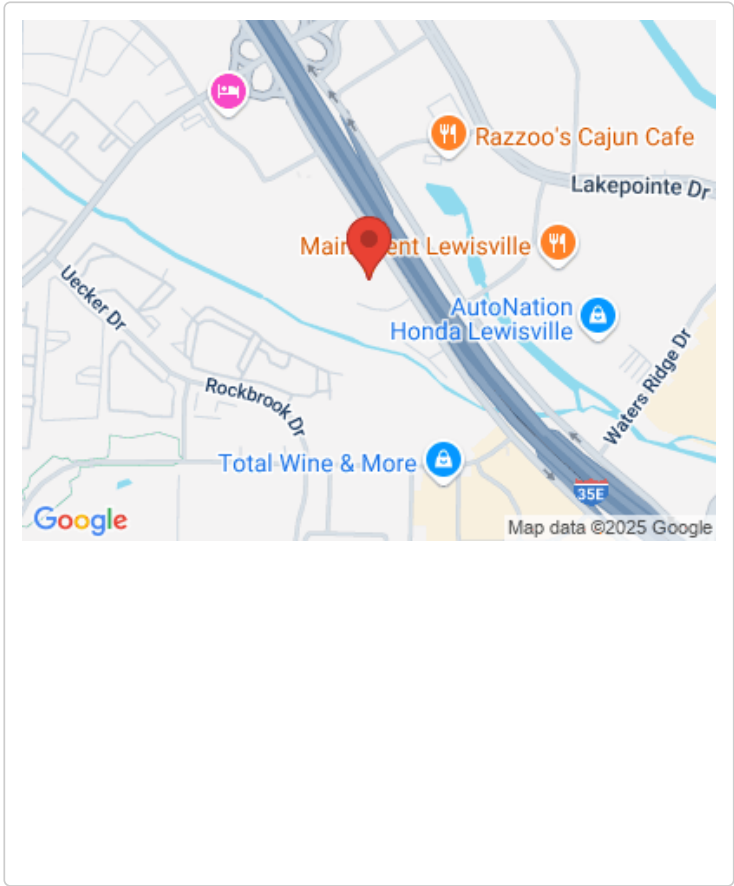 Razzoo's Cajun Cafe
Lakepointe Dr
Lewisville
AutoNation
Honda Lewisville
Uecker Dr
Waters Ridge Dr
Rockbrook Dr
Total Wine & More
35E
Google
Map data ©2025 Google